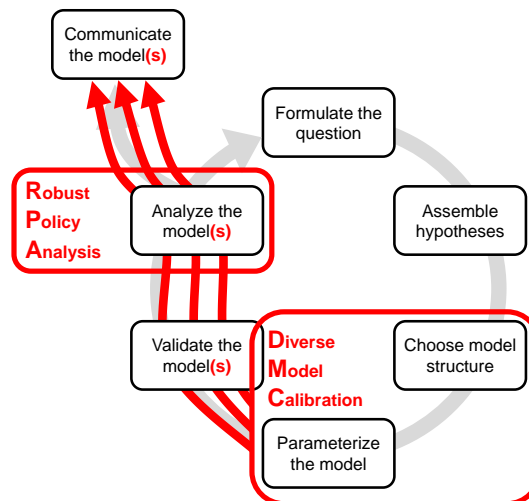 Communicate
the model(s)
Formulate the
question
Robust
Policy
Analysis
Analyze the
model(s)
Assemble
hypotheses
Validate the
model(s)
Diverse
Model
Calibration
Choose model
structure
Parameterize
the model